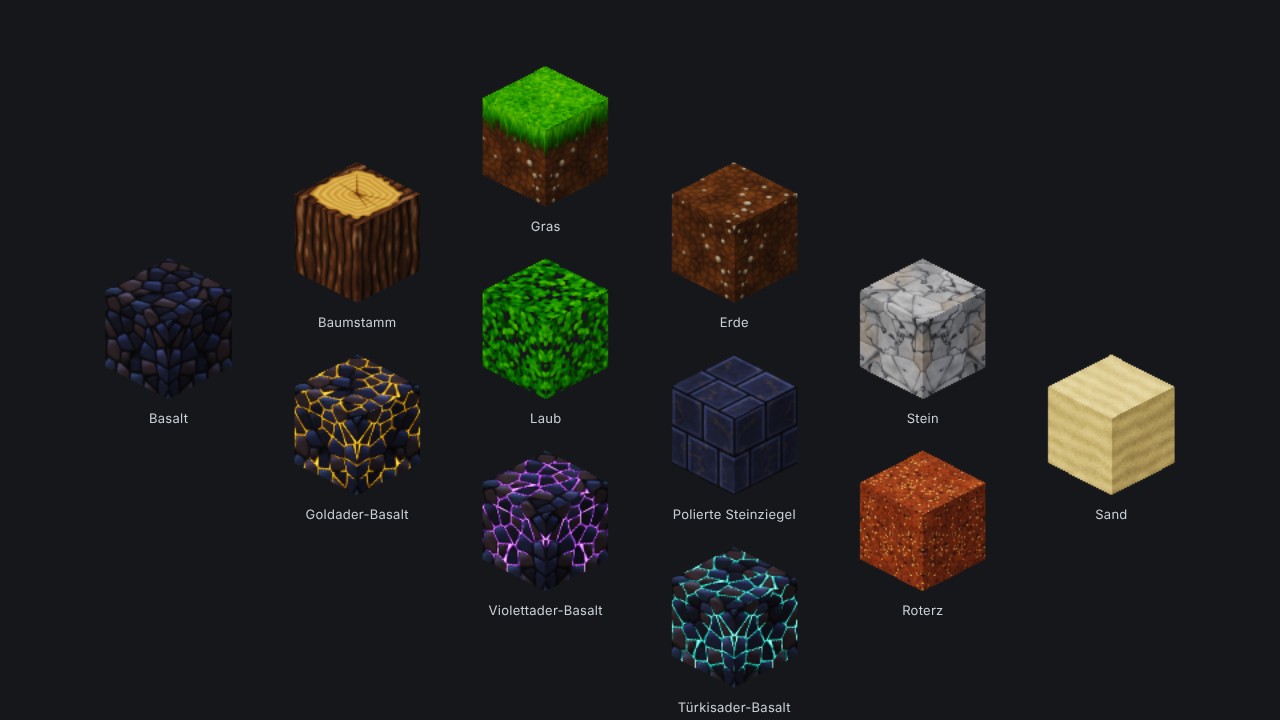 Gras
Baumstamm
Erde
Basalt
Laub
Stein
Goldader-Basalt
Polierte Steinziegel
Sand
Violettader-Basalt
Roterz
Türkisader-Basalt